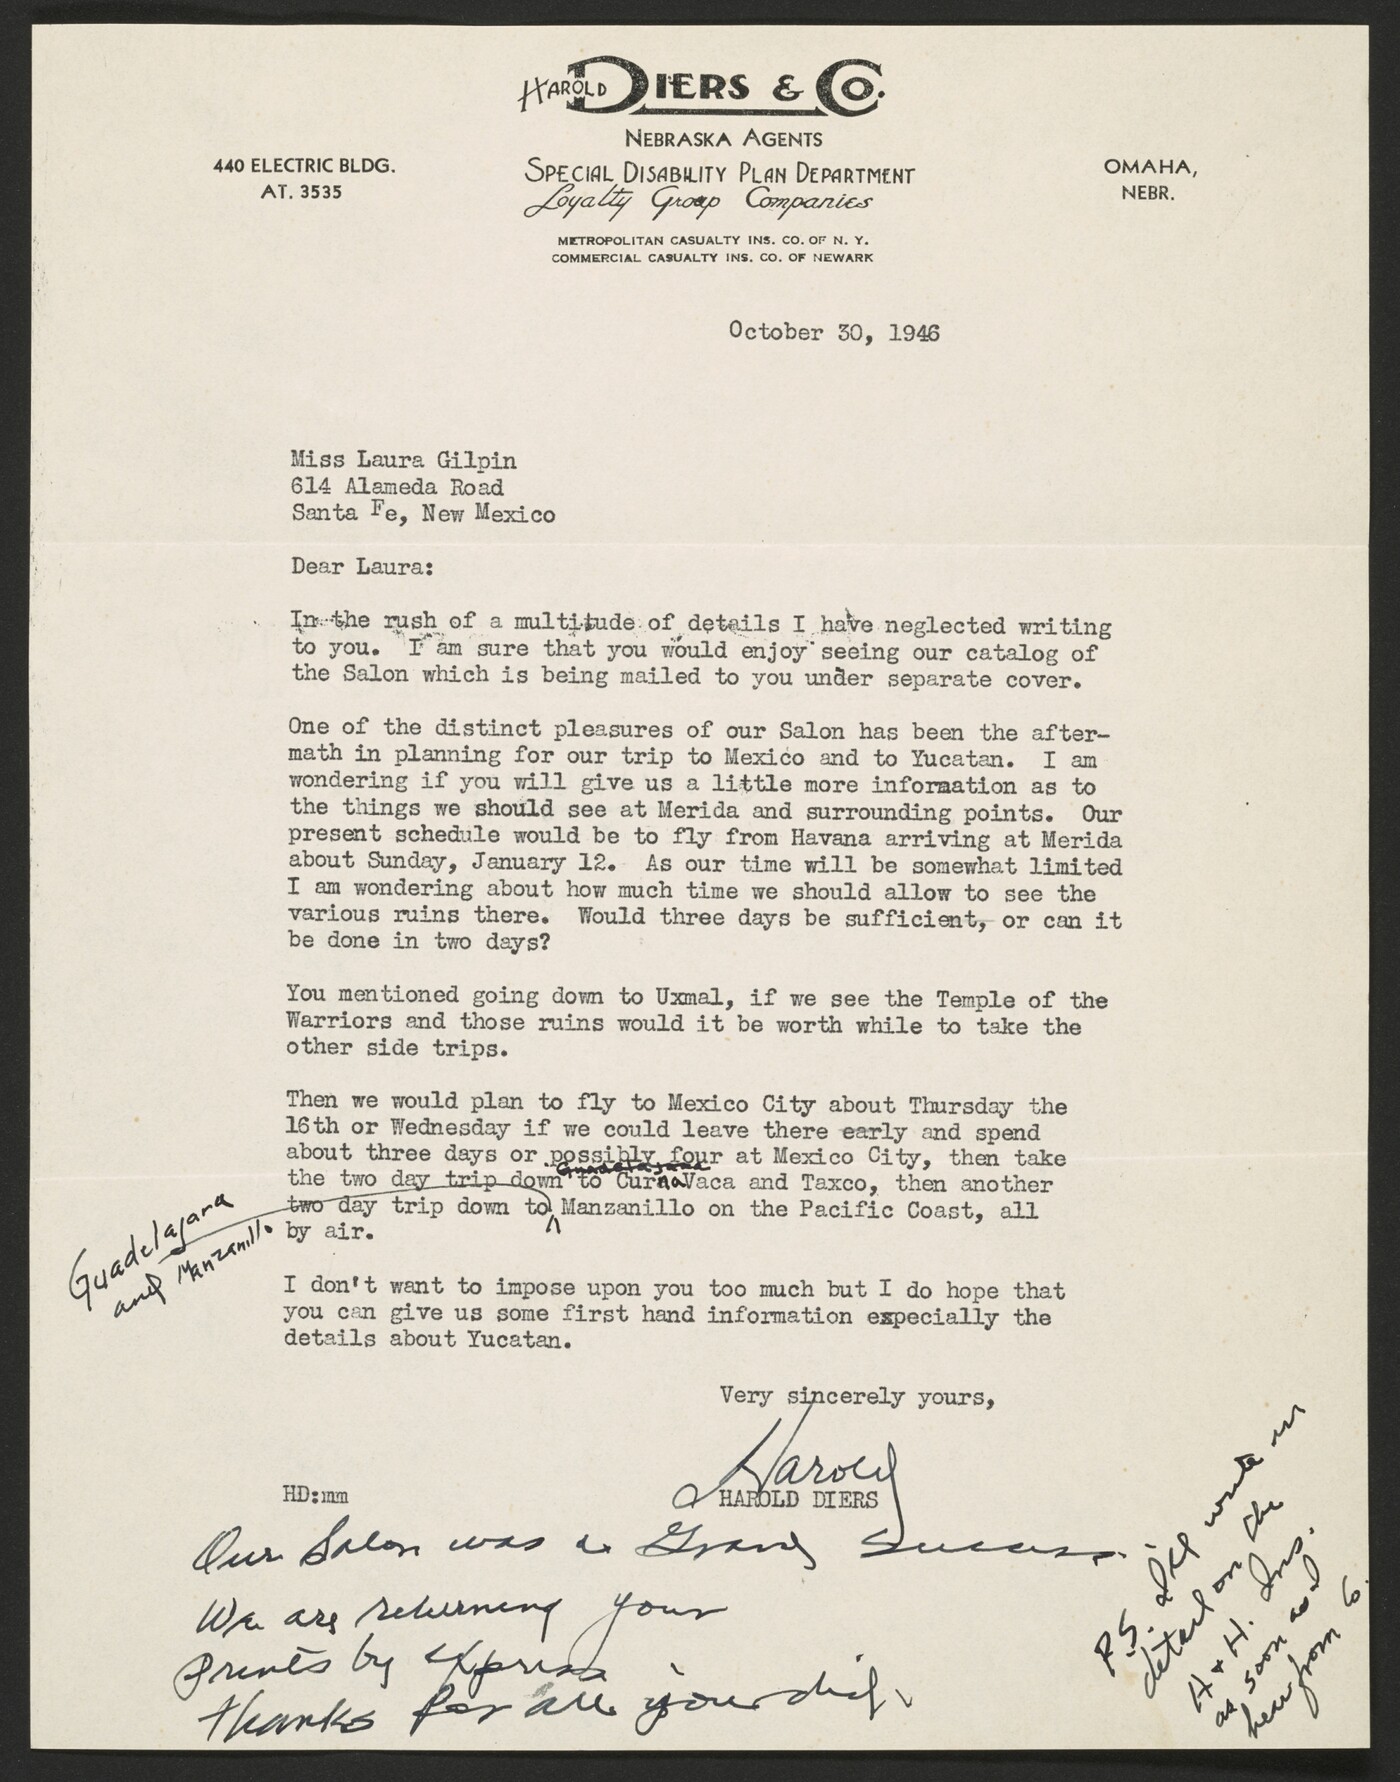 HAROLD DIERS & CO.
NEBRASKA AGENTS
440 ELECTRIC BLDG.
AT. 3535
SPECIAL DISABILITY PLAN DEPARTMENT
Loyalty Group Companies
OMAHA,
NEBR.
METROPOLITAN CASUALTY INS. CO. OF N. Y.
COMMERCIAL CASUALTY INS. CO. OF NEWARK
October 30, 1946
Miss Laura Gilpin
614 Alameda Road
Santa Fe, New Mexico
Dear Laura:
In the rush of a multitude of details I have neglected writing
to you. I am sure that you would enjoy seeing our catalog of
the Salon which is being mailed to you under separate cover.
One of the distinct pleasures of our Salon has been the after-
math in planning for our trip to Mexico and to Yucatan. I am
wondering if you will give us a little more information as to
the things we should see at Merida and surrounding points. Our
present schedule would be to fly from Havana arriving at Merida
about Sunday, January 12. As our time will be somewhat limited
I am wondering about how much time we should allow to see the
various ruins there. Would three days be sufficient, or can it
be done in two days?
You mentioned going down to Uxmal, if we see the Temple of the
Warriors and those ruins would it be worth while to take the
other side trips.
Then we would plan to fly to Mexico City about Thursday the
16th or Wednesday if we could leave there early and spend
about three days or possibly four at Mexico City, then take
Guadelajana
the two day trip down to CurnaVaca and Taxco, then another
two day trip down to Manzanillo on the Pacific Coast, all
by air.
Guadelajara
and Manzanillo
I don't want to impose upon you too much but I do hope that
you can give us some first hand information expecially the
details about Yucatan.
Very sincerely yours,
Harold
HD:mm
HAROLD DIERS
Our Salon was a Grand Success.
We are returning your
prints by Express
Thanks for all your
P.S. I'll write in
detail on the
H & H. Ins.
as soon as I
hear from Co.